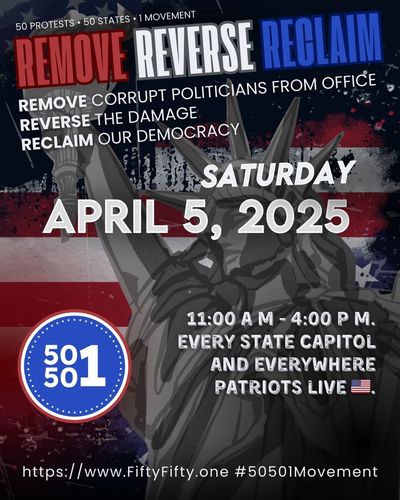 50 PROTESTS • 50 STATES • 1 MOVEMENT
REMOVE REVERSE RECLAIM
REMOVE CORRUPT POLITICIANS FROM OFFICE
REVERSE THE DAMAGE
RECLAIM OUR DEMOCRACY
SATURDAY
APRIL 5, 2025
11:00 A M - 4:00 P M.
EVERY STATE CAPITOL
AND EVERYWHERE
PATRIOTS LIVE 🇺🇸.
50
501
https://www.FiftyFifty.one #50501Movement